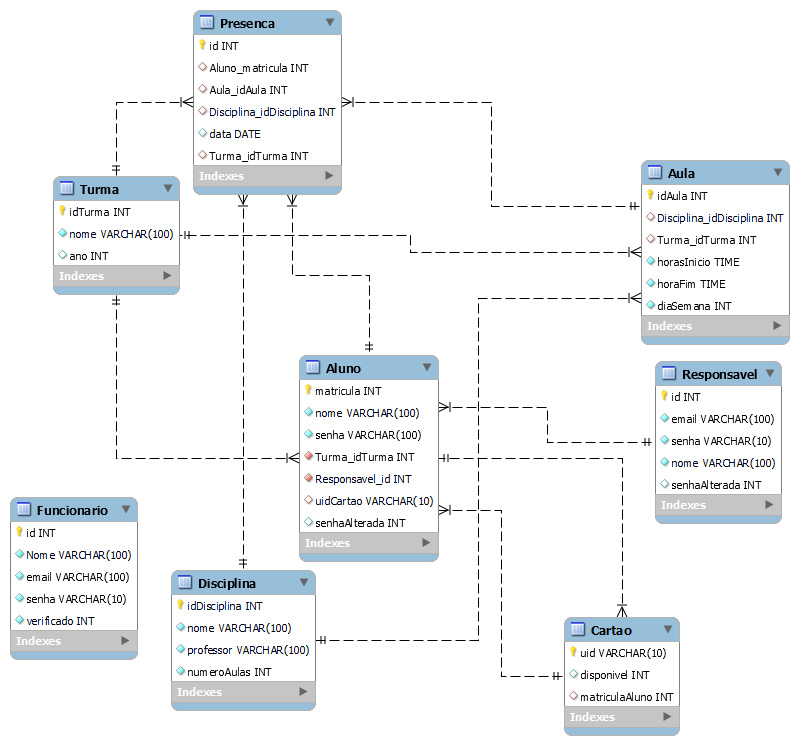 Presenca
id INT
Aluno_matricula INT
Aula_idAula INT
Disciplina_idDisciplina INT
data DATE
Turma_idTurma INT
Indexes
Turma
idTurma INT
nome VARCHAR(100)
ano INT
Indexes
Aula
idAula INT
Disciplina_idDisciplina INT
Turma_idTurma INT
horasInicio TIME
horaFim TIME
diaSemana INT
Indexes
Aluno
matricula INT
nome VARCHAR(100)
senha VARCHAR(100)
Turma_idTurma INT
Responsavel_id INT
uidCartao VARCHAR(10)
senhaAlterada INT
Indexes
Responsavel
id INT
email VARCHAR(100)
senha VARCHAR(10)
nome VARCHAR(100)
senhaAlterada INT
Indexes
Funcionario
id INT
Nome VARCHAR(100)
email VARCHAR(100)
senha VARCHAR(10)
verificado INT
Indexes
Disciplina
idDisciplina INT
nome VARCHAR(100)
professor VARCHAR(100)
numeroAulas INT
Indexes
Cartao
uid VARCHAR(10)
disponivel INT
matriculaAluno INT
Indexes